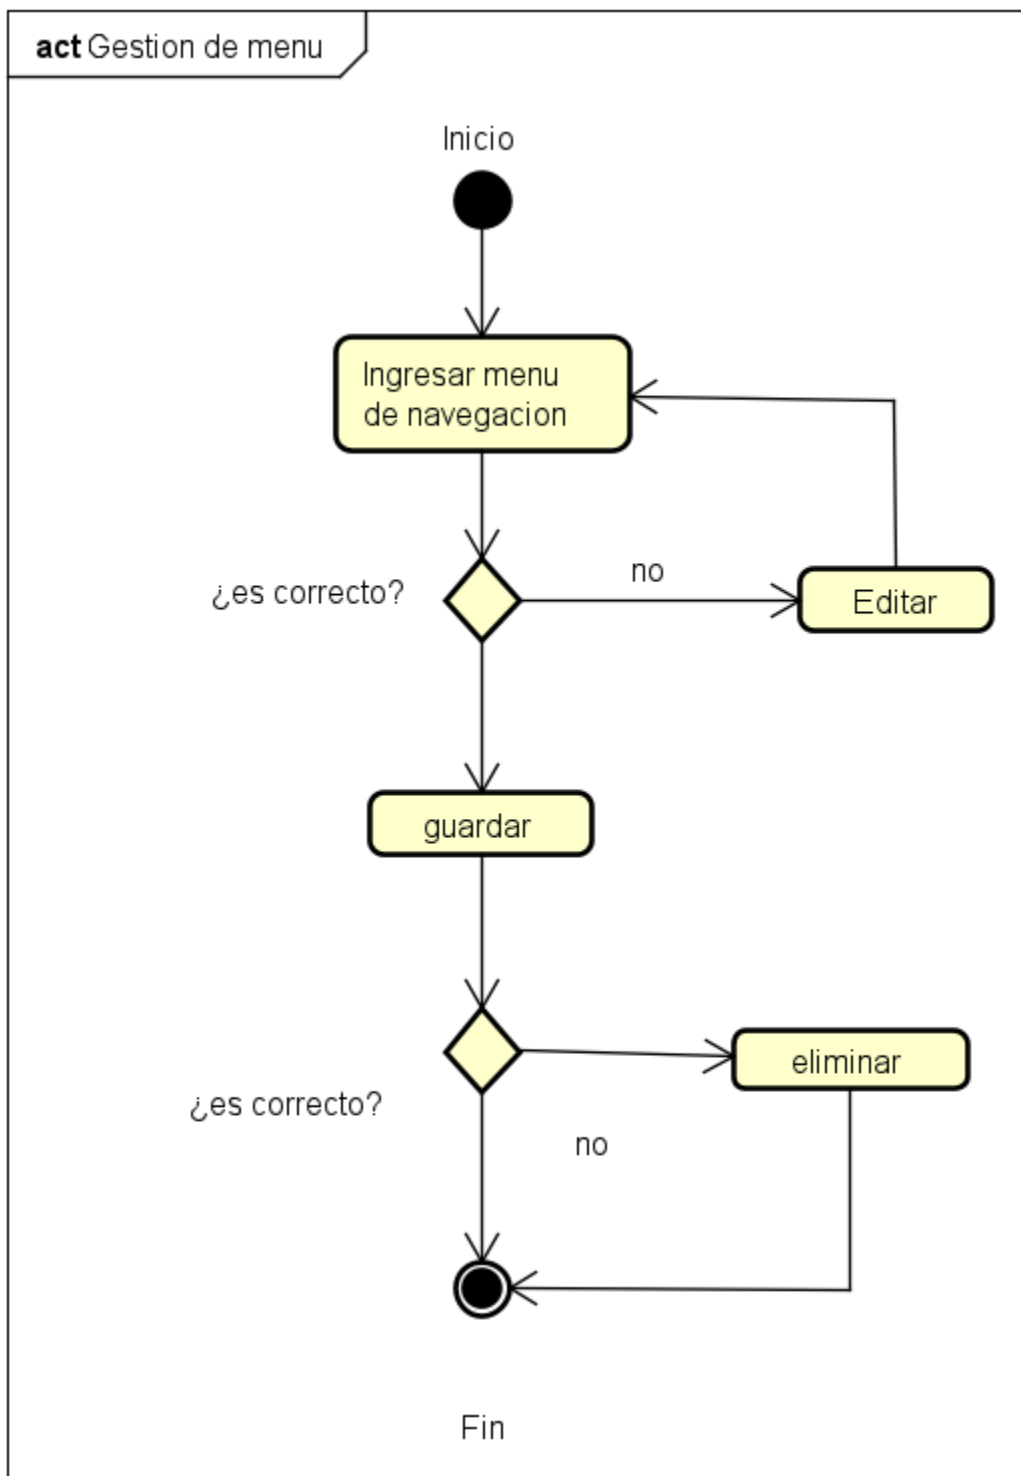 act Gestion de menu
Inicio
Ingresar menu
de navegacion
¿es correcto?
no
Editar
guardar
eliminar
¿es correcto?
no
Fin